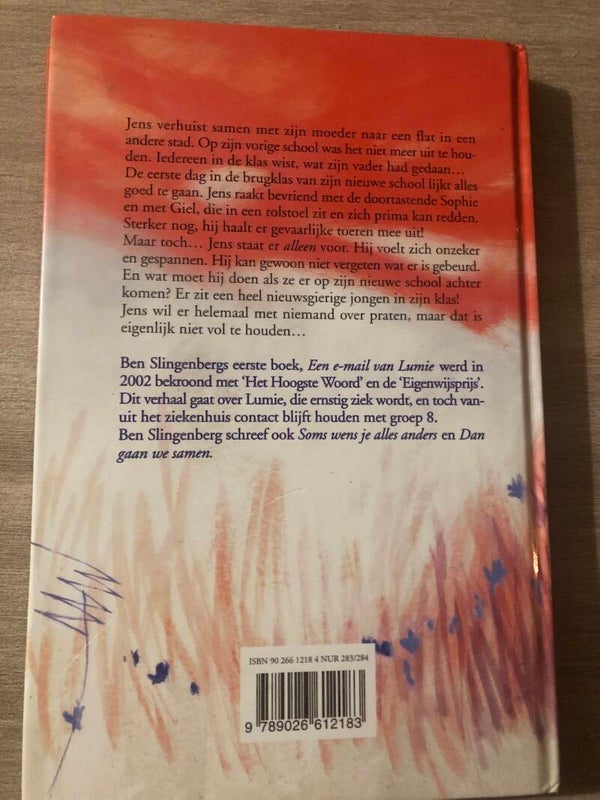 Jens verhuist samen met zijn moeder naar een flat in een
andere stad. Op zijn vorige school was het niet meer uit te hou-
den. Iedereen in de klas wist, wat zijn vader had gedaan…
De eerste dag in de brugklas van zijn nieuwe school lijkt alles
goed te gaan. Jens raakt bevriend met de doortastende Sophie
en met Giel, die in een rolstoel zit en zich prima kan redden.
Sterker nog, hij haalt er gevaarlijke toeren mee uit!
Maar toch… Jens staat er alleen voor. Hij voelt zich onzeker
en gespannen. Hij kan gewoon niet vergeten wat er is gebeurd.
En wat moet hij doen als ze er op zijn nieuwe school achter
komen? Er zit een heel nieuwsgierige jongen in zijn klas!
Jens wil er helemaal met niemand over praten, maar dat is
eigenlijk niet vol te houden…
Ben Slingenbergs eerste boek, Een e-mail van Lumie werd in
2002 bekroond met ‘Het Hoogste Woord’ en de ‘Eigenwijsprijs’.
Dit verhaal gaat over Lumie, die ernstig ziek wordt, en toch van-
uit het ziekenhuis contact blijft houden met groep 8.
Ben Slingenberg schreef ook Soms wens je alles anders en Dan
gaan we samen.
ISBN 90 266 1218 4 NUR 283/284
9 789026 612183